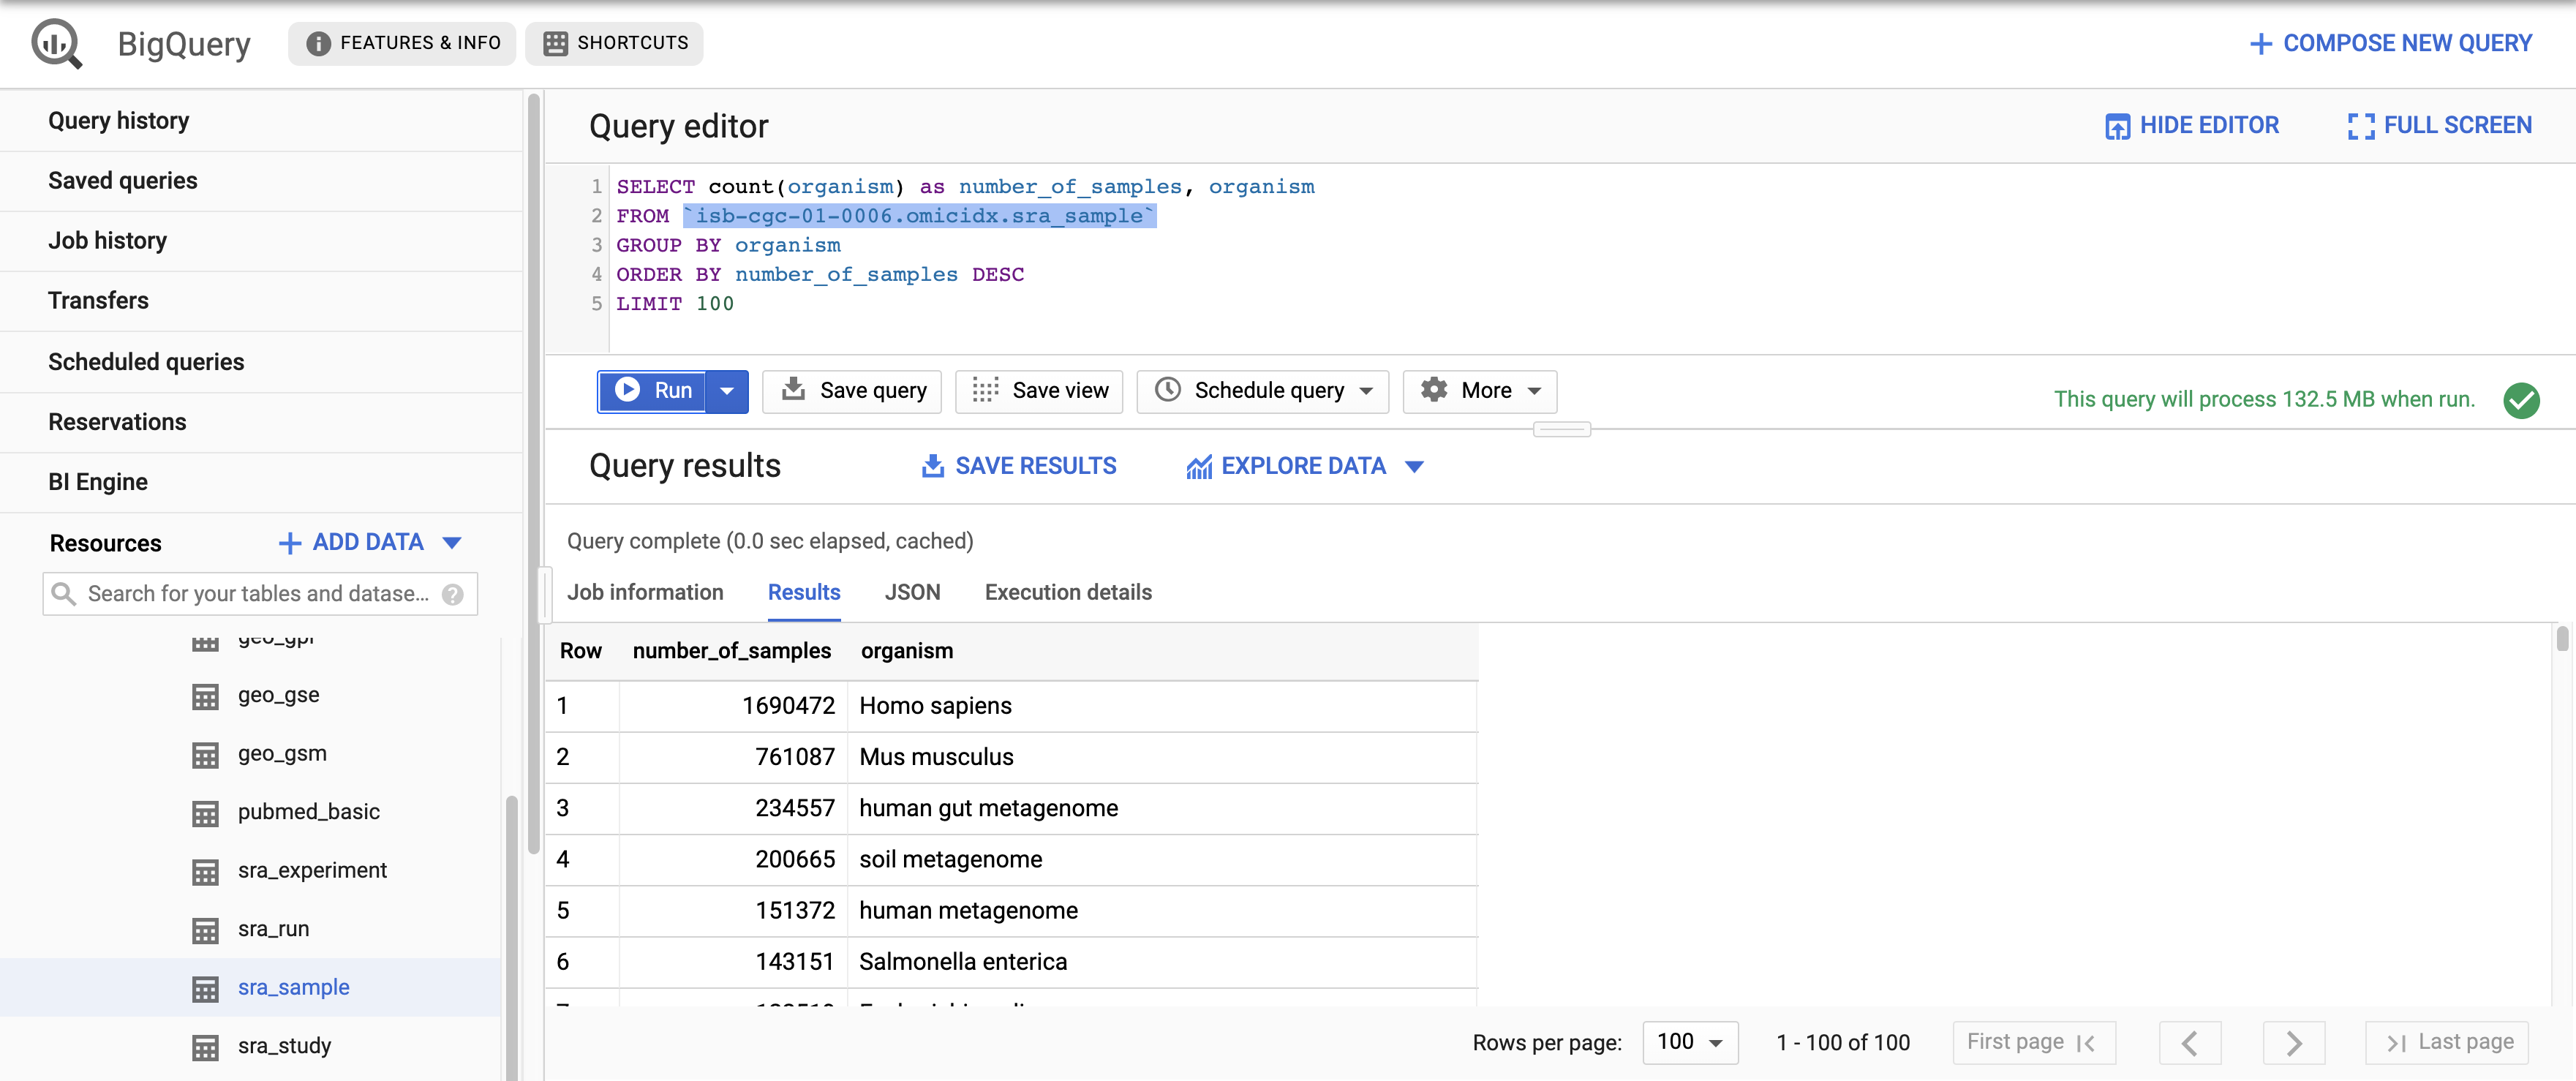 BigQuery
FEATURES & INFO
SHORTCUTS
COMPOSE NEW QUERY
Query history
Saved queries
Job history
Transfers
Scheduled queries
Reservations
BI Engine
Resources
ADD DATA
Search for your tables and datase...
geo_gse
geo_gsm
pubmed_basic
sra_experiment
sra_run
sra_sample
sra_study
Query editor
HIDE EDITOR
FULL SCREEN
1 SELECT count(organism) as number_of_samples, organism
2 FROM `isb-cgc-01-0006.omicidx.sra_sample`
3 GROUP BY organism
4 ORDER BY number_of_samples DESC
5 LIMIT 100
Run
Save query
Save view
Schedule query
More
This query will process 132.5 MB when run.
Query results
SAVE RESULTS
EXPLORE DATA
Query complete (0.0 sec elapsed, cached)
Job information Results JSON Execution details
Row number_of_samples organism
1 1690472 Homo sapiens
2 761087 Mus musculus
3 234557 human gut metagenome
4 200665 soil metagenome
5 151372 human metagenome
6 143151 Salmonella enterica
Rows per page: 100 1 - 100 of 100 First page Last page